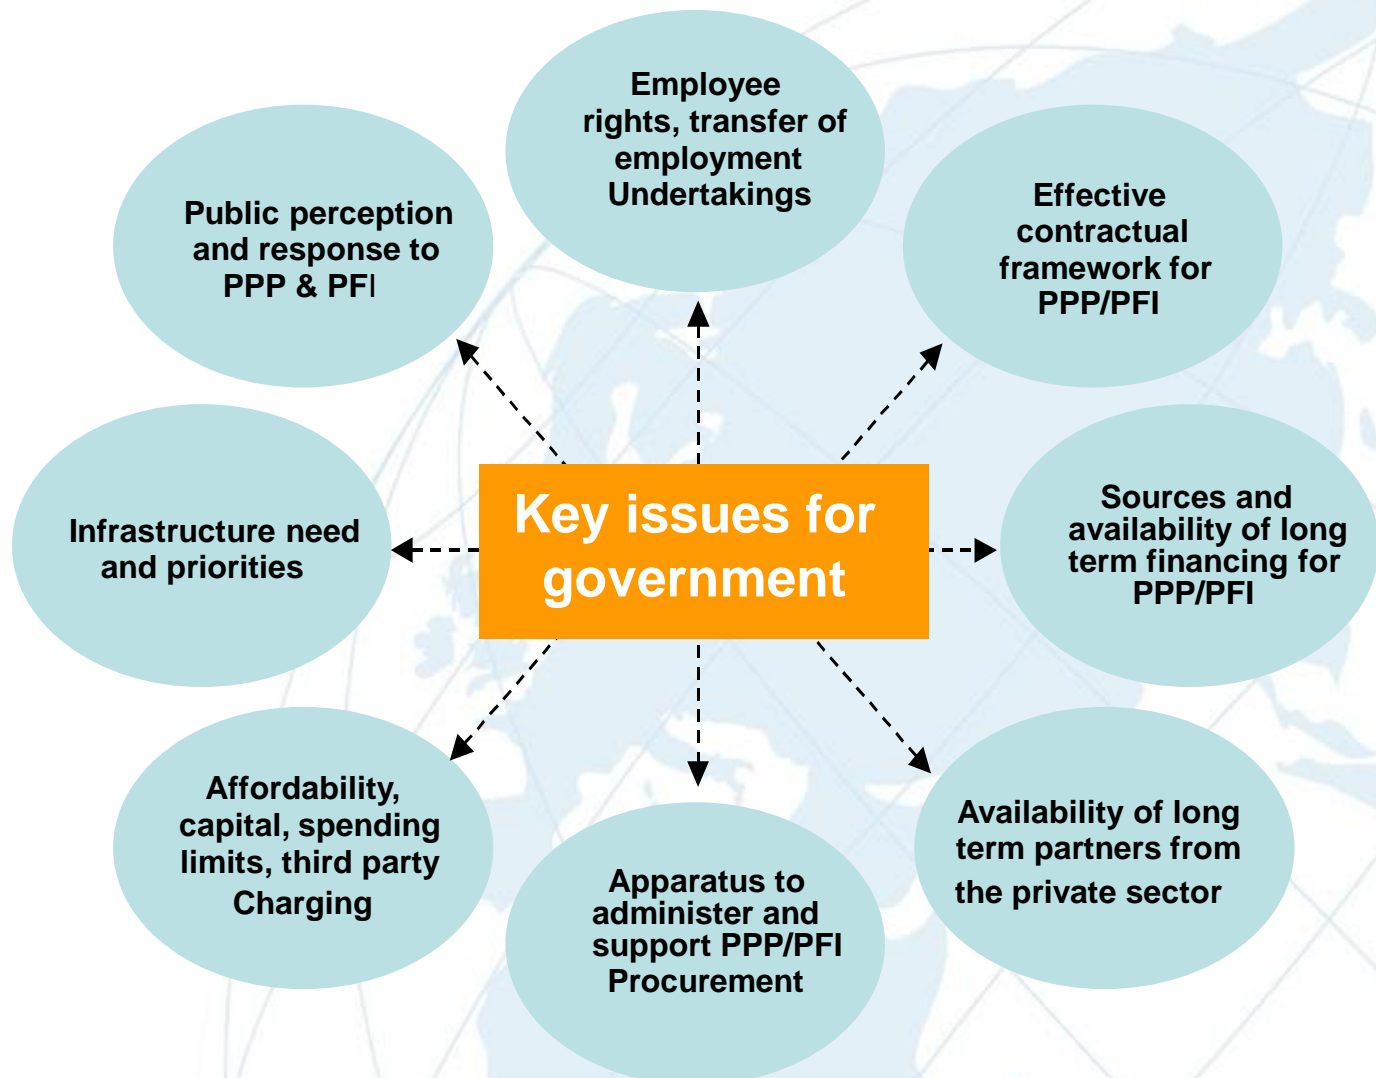 Employee
rights, transfer of
employment
Undertakings
Public perception
and response to
PPP & PFI
Effective
contractual
framework for
PPP/PFI
Key issues for
government
Infrastructure need
and priorities
Sources and
availability of long
term financing for
PPP/PFI
Affordability,
capital, spending
limits, third party
Charging
Apparatus to
administer and
support PPP/PFI
Procurement
Availability of long
term partners from
the private sector